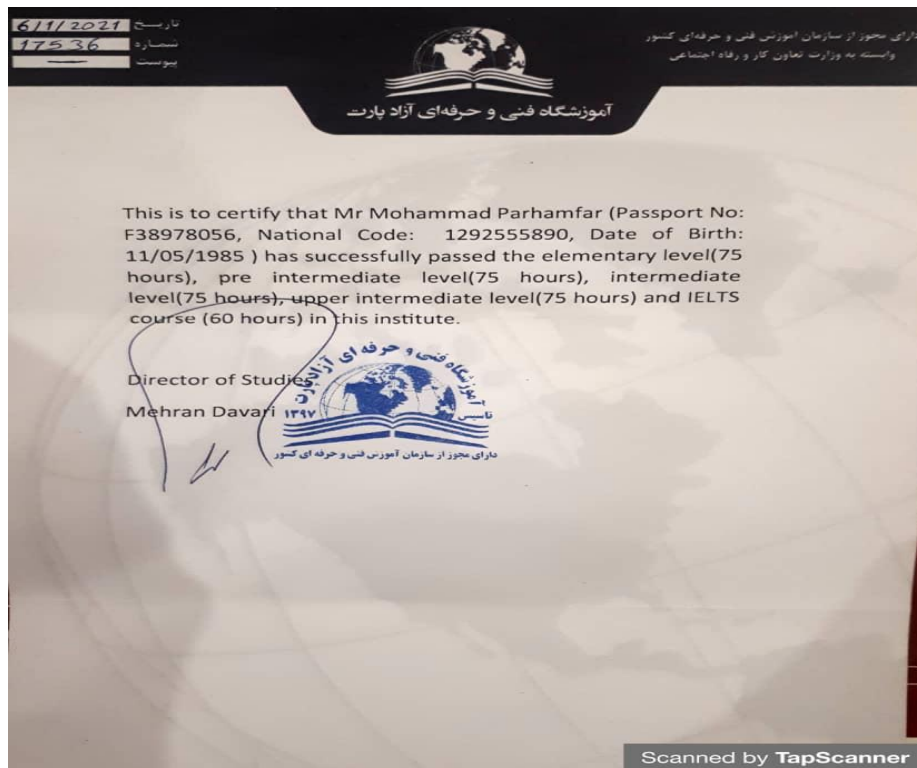 6/1/2021 تاریخ
17536 شماره
— پیوست
دارای مجوز از سازمان آموزش فنی و حرفه‌ای کشور
وابسته به وزارت تعاون کار و رفاه اجتماعی
آموزشگاه فنی و حرفه‌ای آزاد پارت
This is to certify that Mr Mohammad Parhamfar (Passport No:
F38978056, National Code: 1292555890, Date of Birth:
11/05/1985 ) has successfully passed the elementary level(75
hours), pre intermediate level(75 hours), intermediate
level(75 hours), upper intermediate level(75 hours) and IELTS
course (60 hours) in this institute.
Director of Studies
Mehran Davari
آموزشگاه فنی و حرفه ای آزاد پارت
تاسیس ۱۳۹۷
دارای مجوز از سازمان آموزش فنی و حرفه ای کشور
Scanned by TapScanner